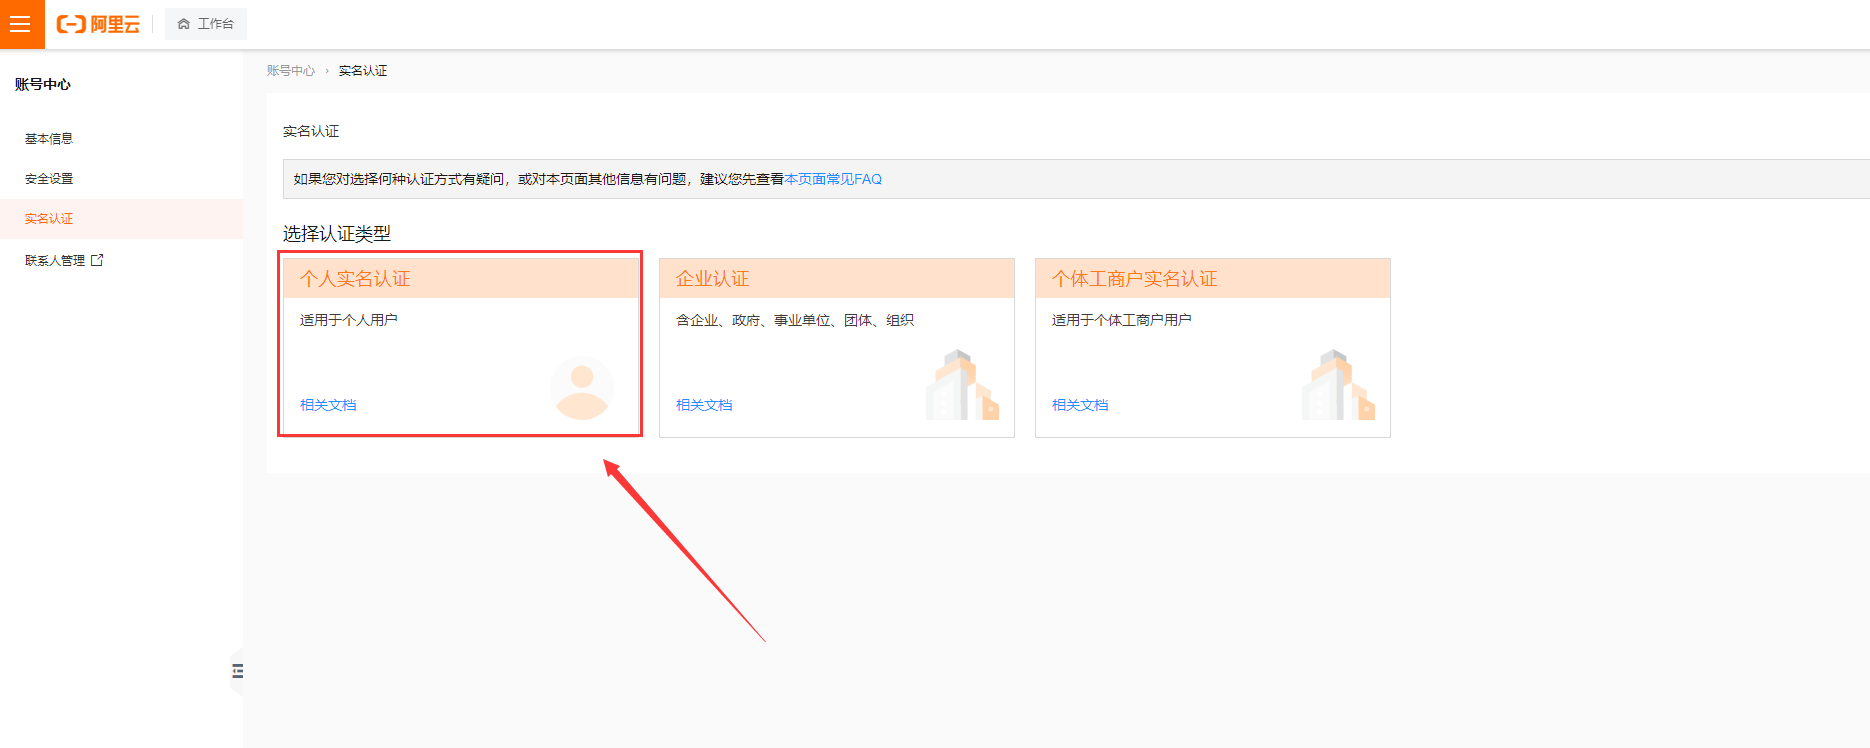 阿里云
工作台
账号中心
基本信息
安全设置
实名认证
联系人管理
账号中心 › 实名认证
实名认证
如果您对选择何种认证方式有疑问，或对本页面其他信息有问题，建议您先查看本页面常见FAQ
选择认证类型
个人实名认证
适用于个人用户
相关文档
企业认证
含企业、政府、事业单位、团体、组织
相关文档
个体工商户实名认证
适用于个体工商户用户
相关文档